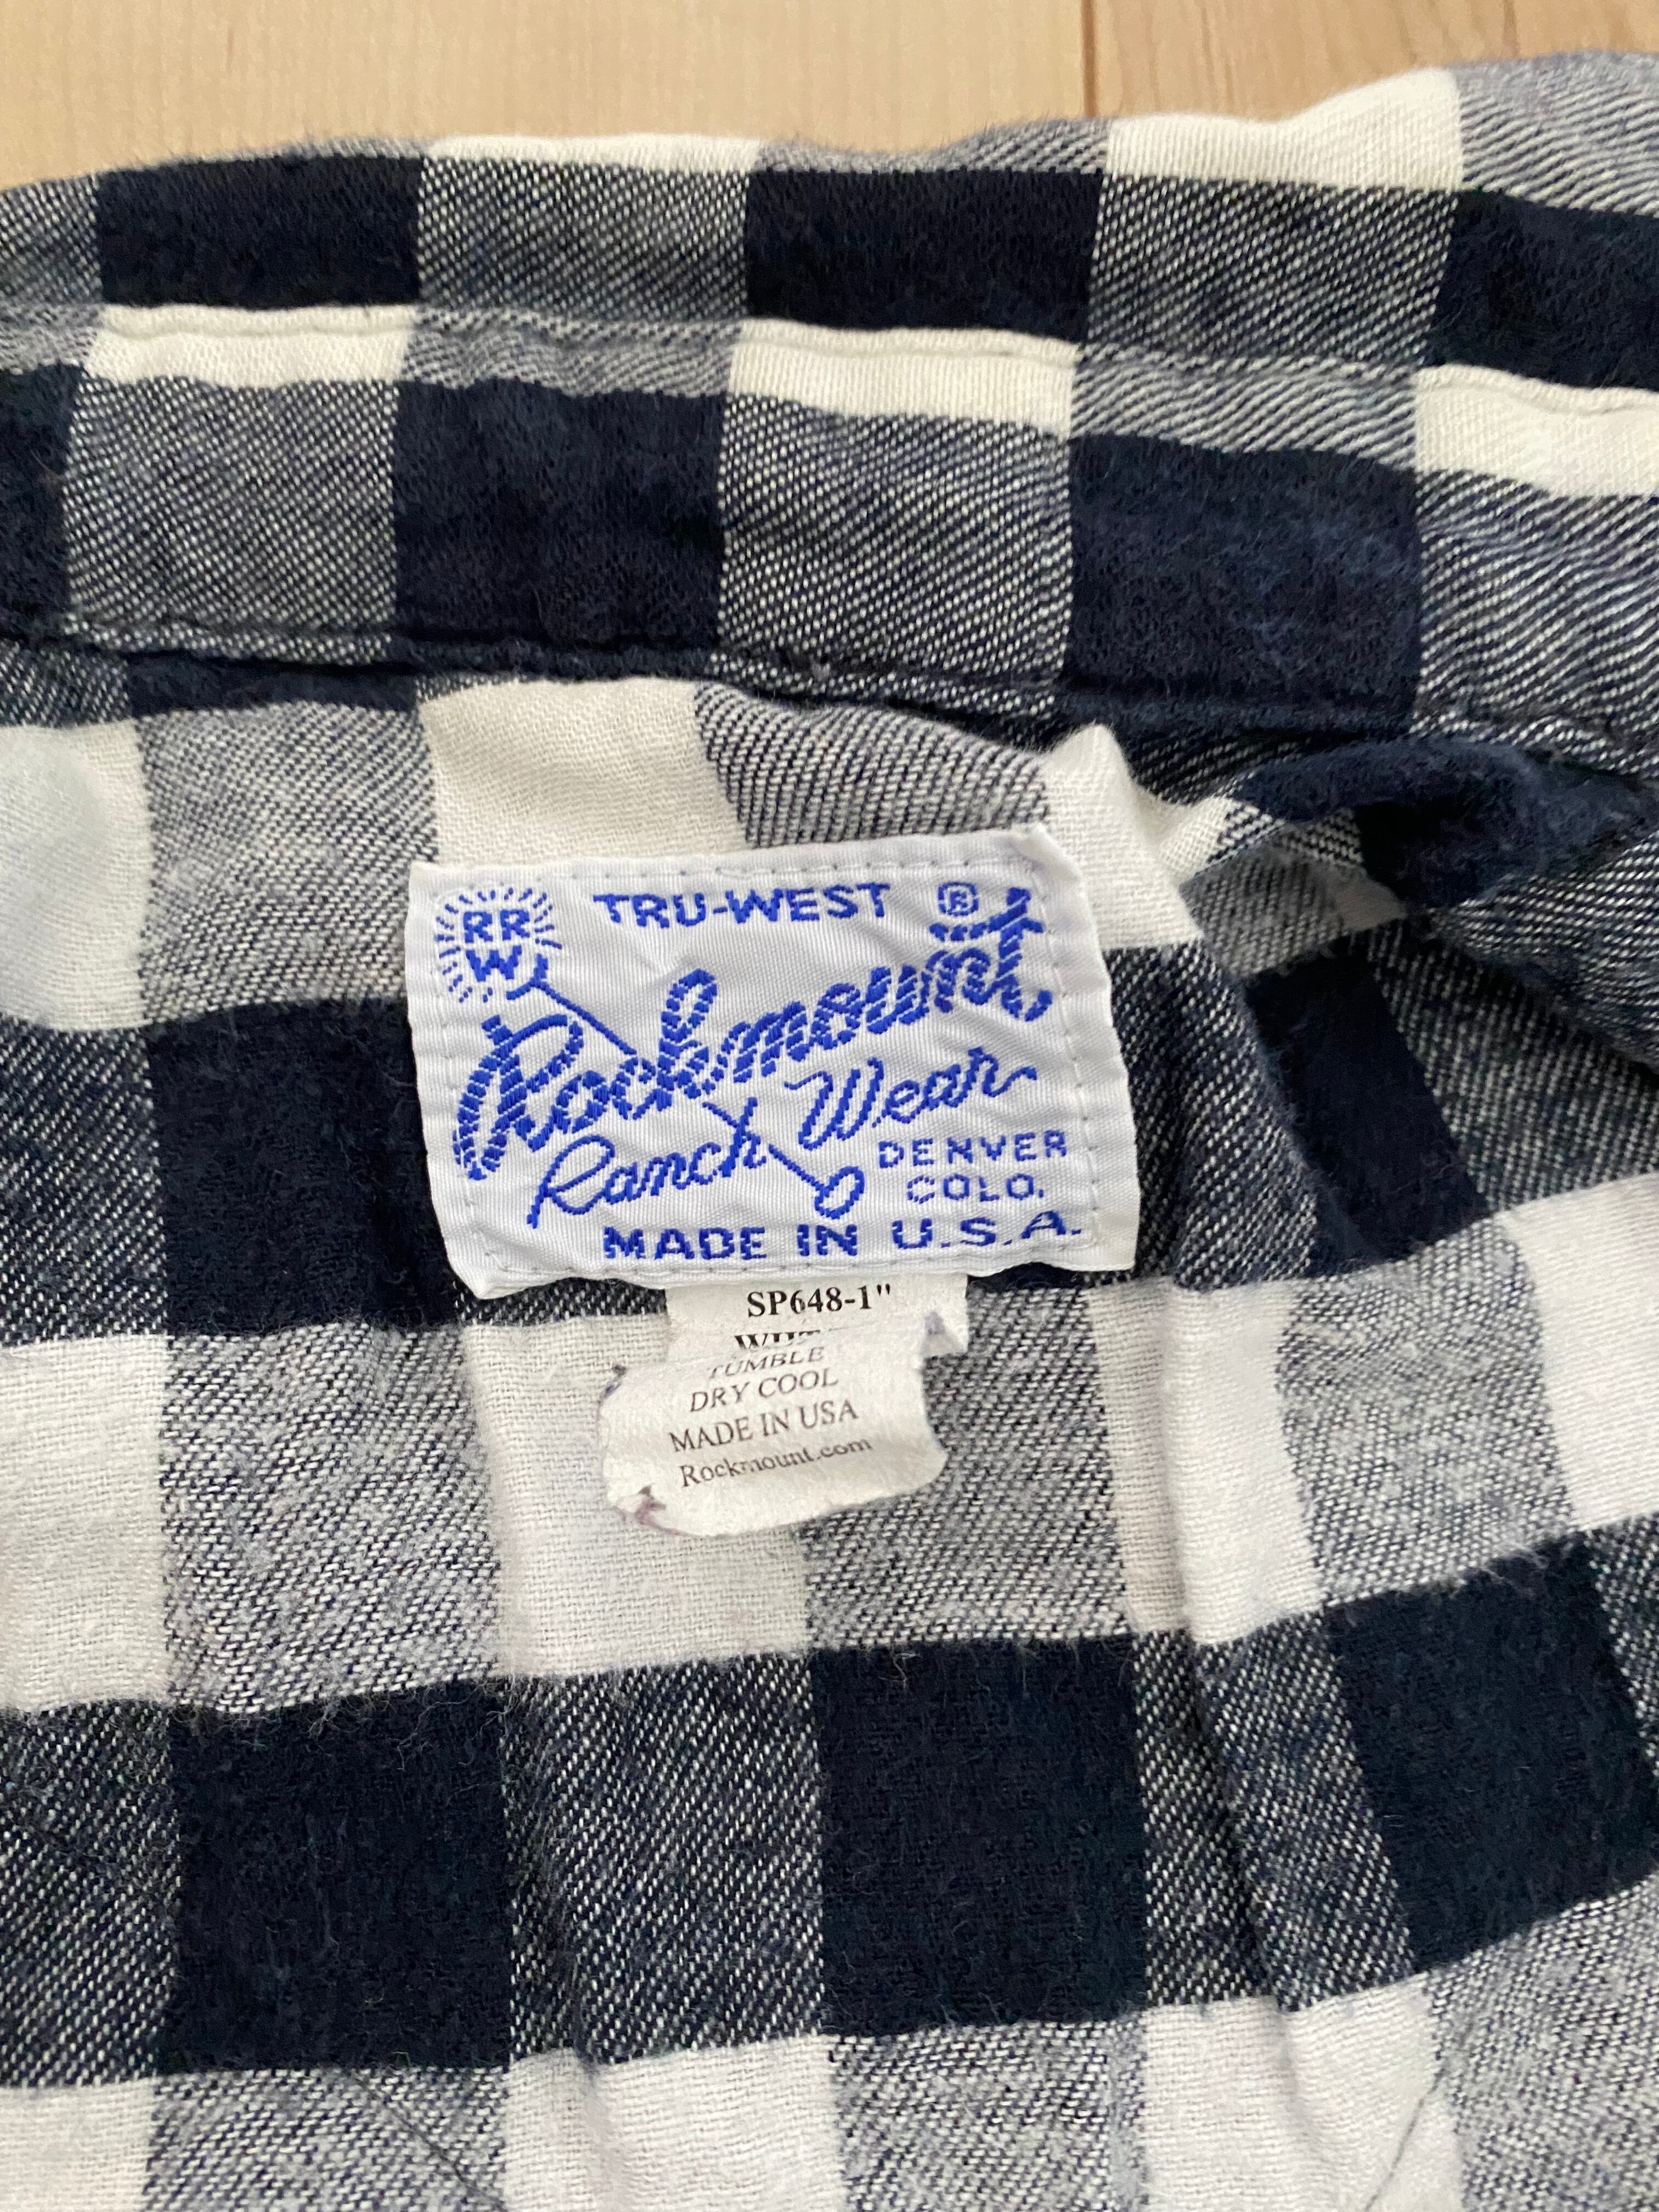 RR
W
TRU-WEST ®
Rockmount
Ranch Wear
DENVER
COLO.
MADE IN U.S.A.
SP648-1"
TUMBLE
DRY COOL
MADE IN USA
Rockmount.com